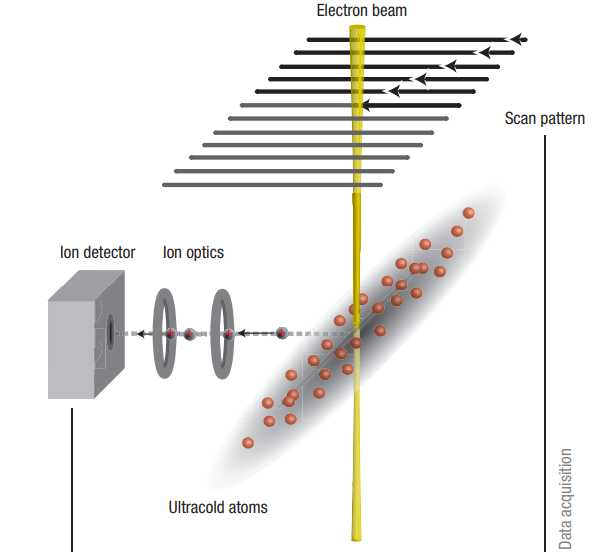 Electron beam
Scan pattern
Ion detector
Ion optics
Ultracold atoms
Data acquisition